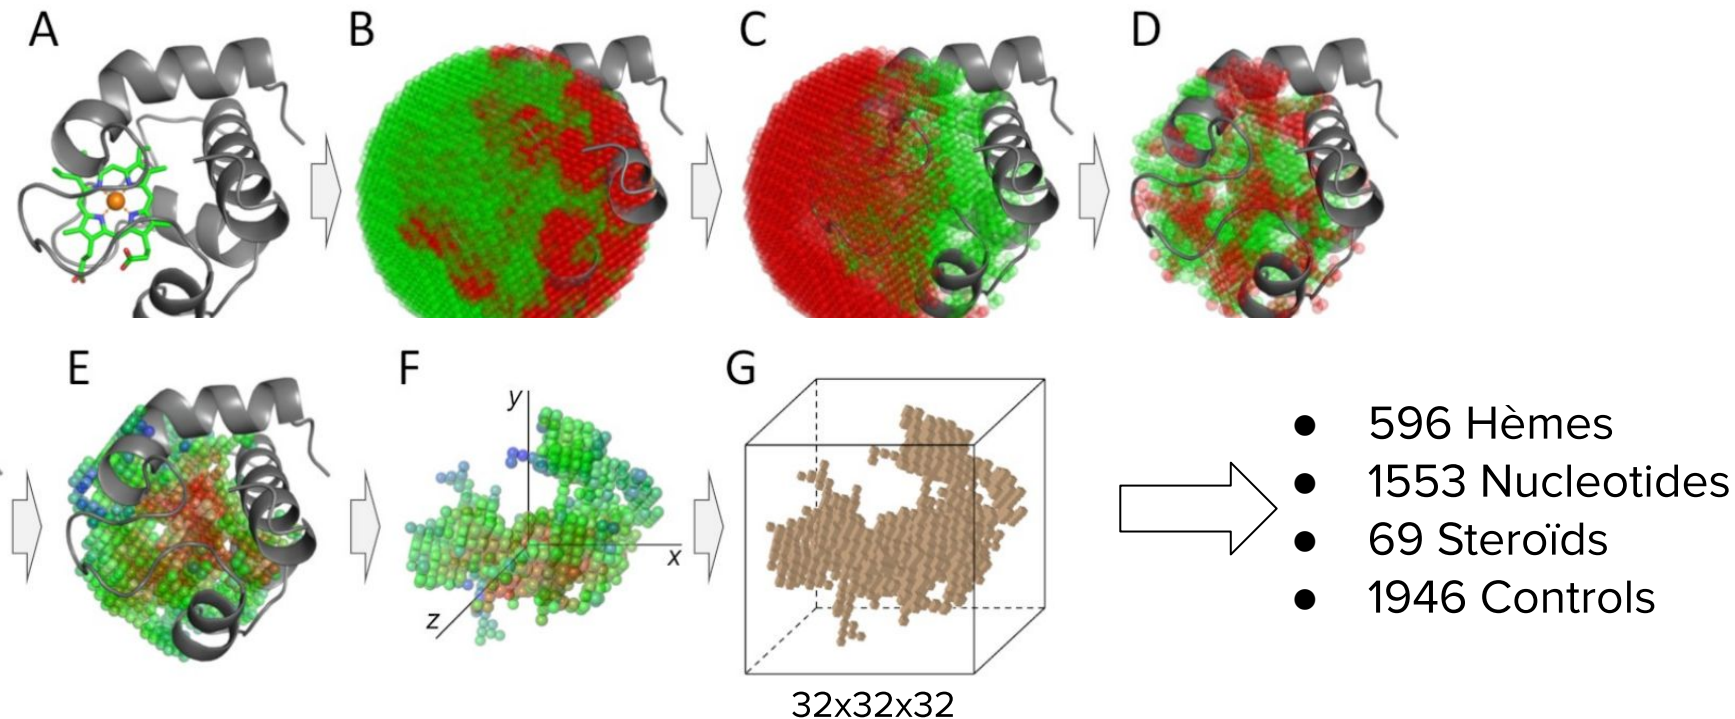 A
B
C
D
E
F
G
y
x
z
32x32x32
● 596 Hèmes
● 1553 Nucleotides
● 69 Steroïds
● 1946 Controls